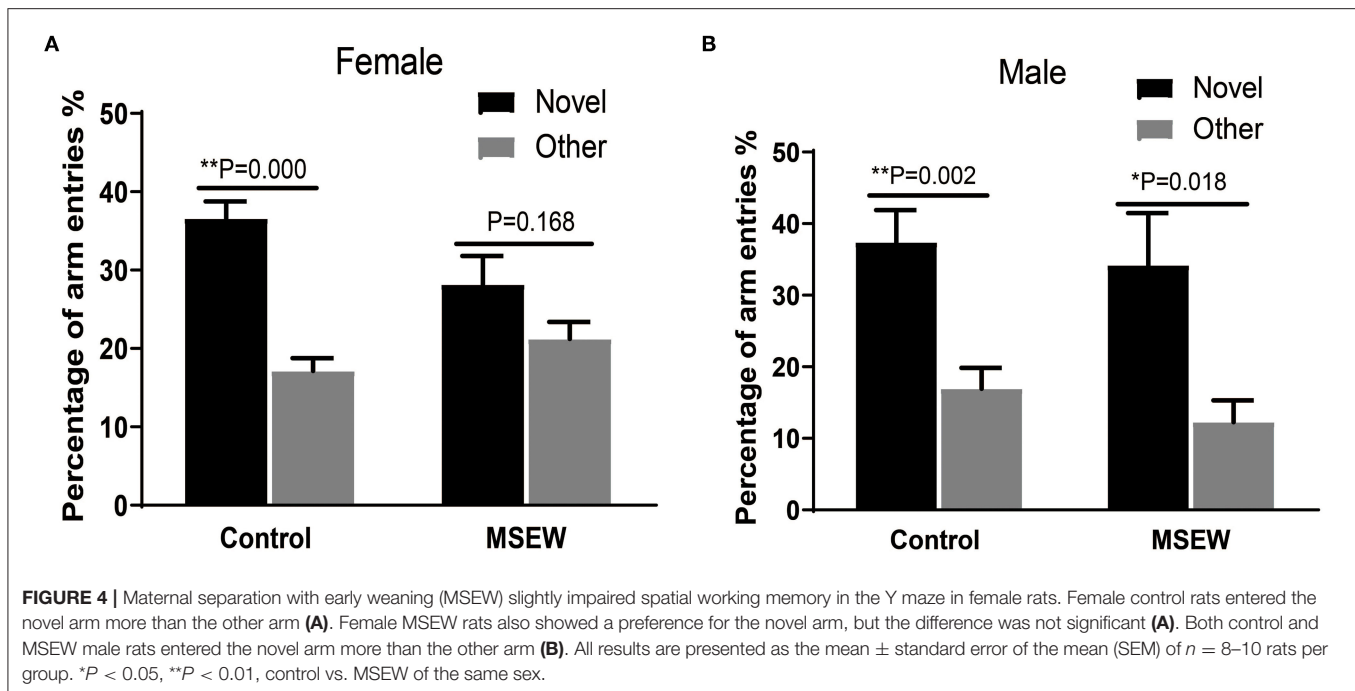 A
Female
Novel
Other
Percentage of arm entries %
50
40
30
20
10
0
**P=0.000
P=0.168
Control
MSEW
B
Male
Novel
Other
Percentage of arm entries %
50
40
30
20
10
0
**P=0.002
*P=0.018
Control
MSEW
FIGURE 4 | Maternal separation with early weaning (MSEW) slightly impaired spatial working memory in the Y maze in female rats. Female control rats entered the
novel arm more than the other arm (A). Female MSEW rats also showed a preference for the novel arm, but the difference was not significant (A). Both control and
MSEW male rats entered the novel arm more than the other arm (B). All results are presented as the mean ± standard error of the mean (SEM) of n = 8–10 rats per
group. *P < 0.05, **P < 0.01, control vs. MSEW of the same sex.